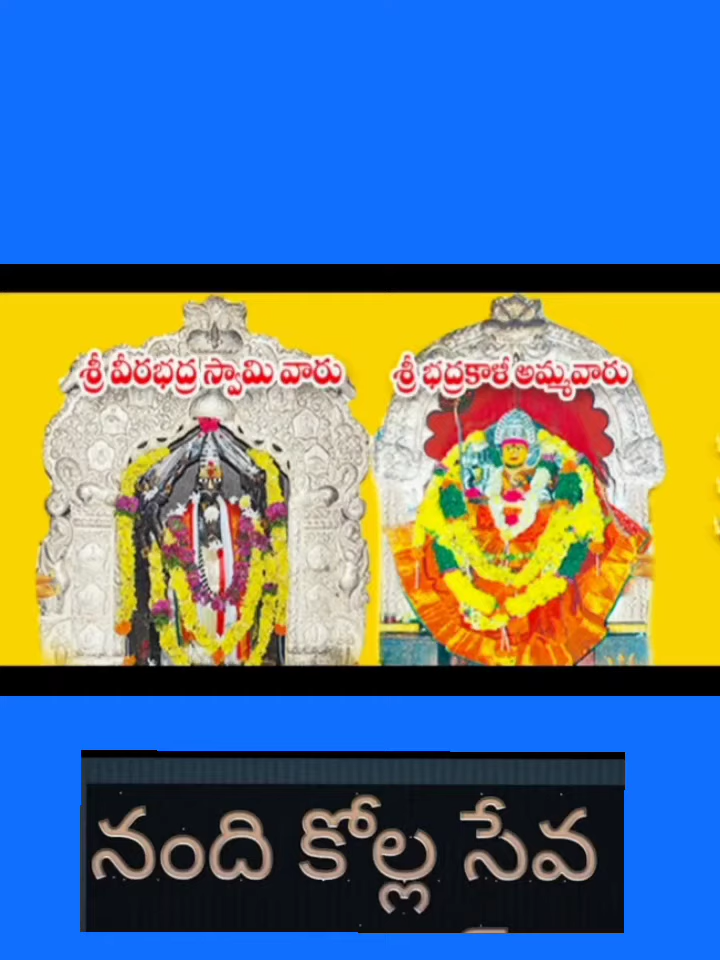 శ్రీ వీరభద్ర స్వామి వారు
శ్రీ భద్రకాళీ అమ్మవారు
నంది కోల్ల సేవ